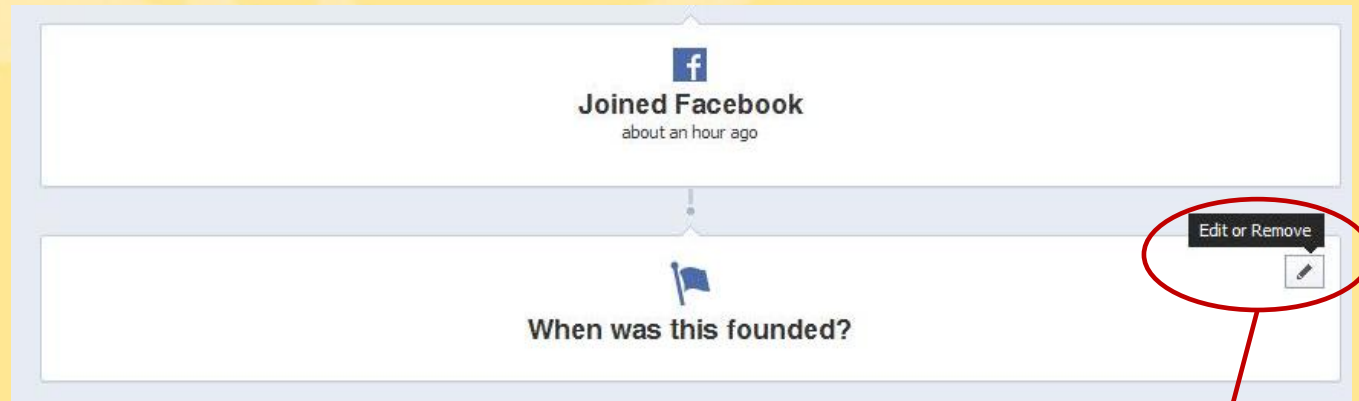 Joined Facebook
about an hour ago
Edit or Remove
When was this founded?